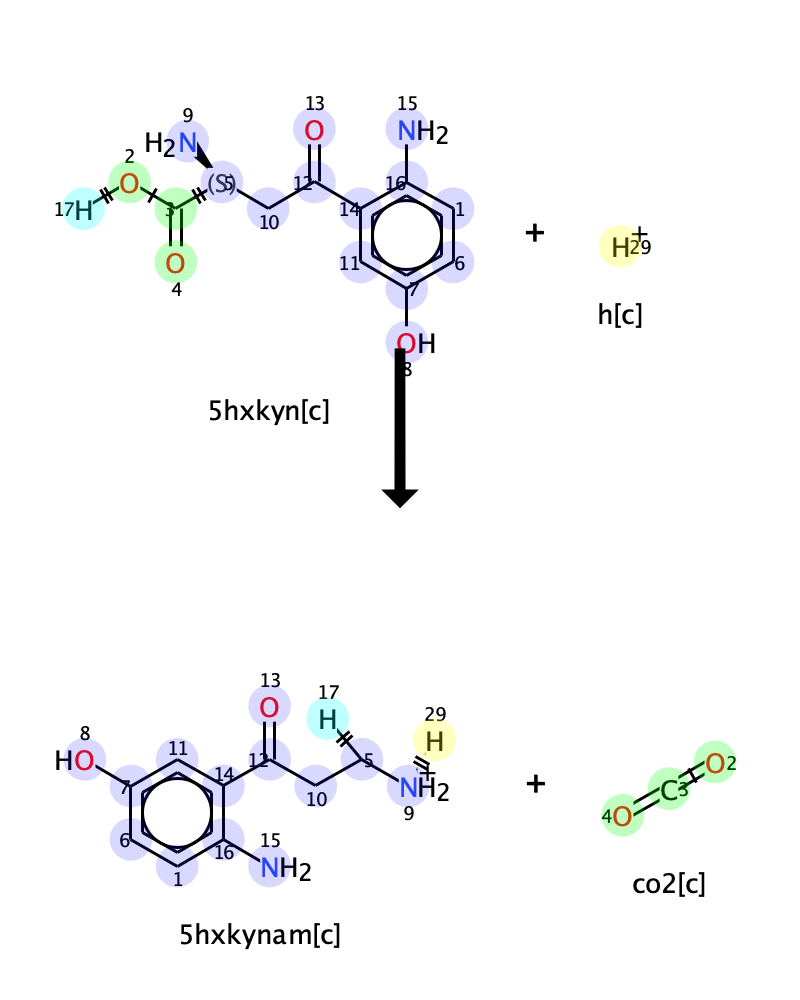 9 13 15
H2N O NH2
2
O (S)5 12 16
17H 3 10 14 1
+ H+29
O 11 6
4 7
h[c]
OH
8
5hxkyn[c]
13
17 29
8 O H H
HO 11 12 5 +
7 14 10 NH2 + O2
9 C3
4O
6 16 15
1 NH2
co2[c]
5hxkynam[c]